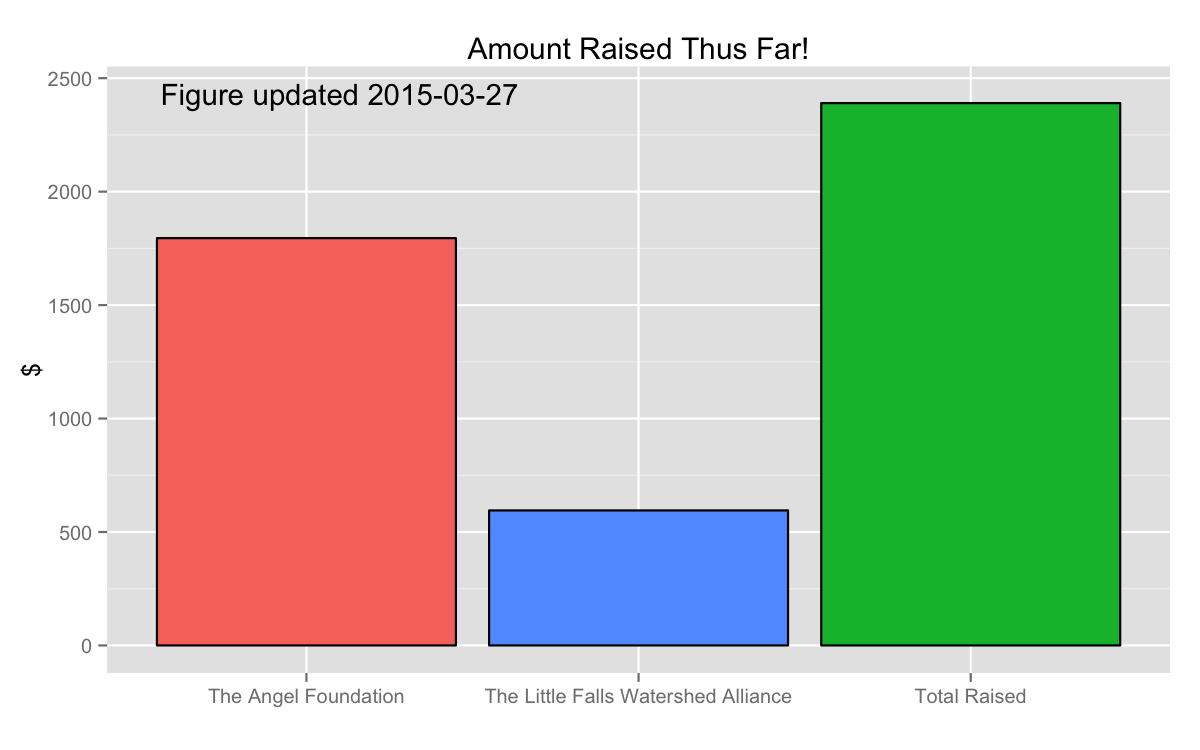 Amount Raised Thus Far!
Figure updated 2015-03-27
2500
2000
1500
1000
500
0
$
The Angel Foundation
The Little Falls Watershed Alliance
Total Raised